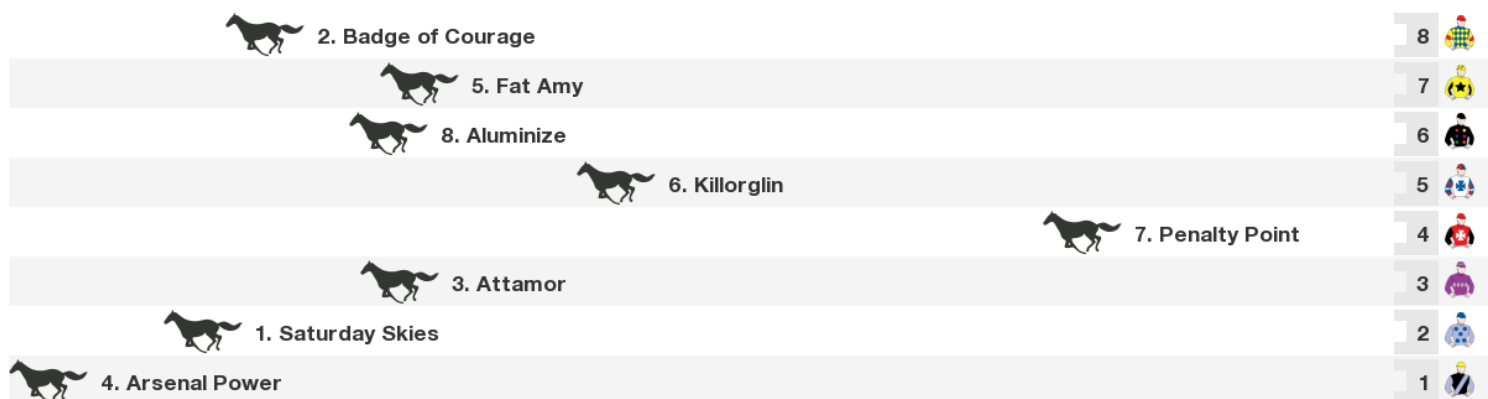 2. Badge of Courage 8
5. Fat Amy 7
8. Aluminize 6
6. Killorglin 5
7. Penalty Point 4
3. Attamor 3
1. Saturday Skies 2
4. Arsenal Power 1